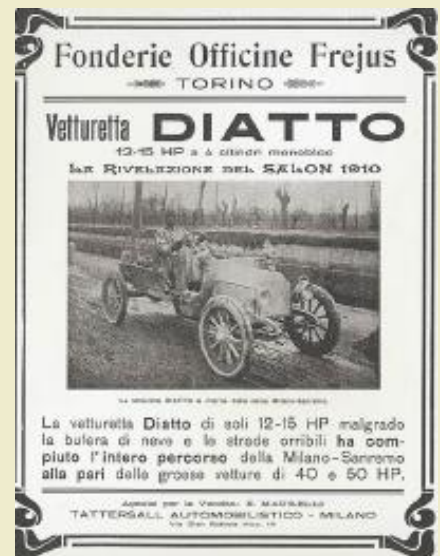 Fonderie Officine Frejus
TORINO
Vetturetta DIATTO
12-15 HP a 4 cilindri monobloc
LA RIVELAZIONE DEL SALON 1910
La vetturetta Diatto di soli 12-15 HP malgrado
la bufera di neve e le strade orribili ha com-
piuto l'intero percorso della Milano-Sanremo
alla pari delle grosse vetture di 40 e 50 HP.
TATTERSALL AUTOMOBILISTICO - MILANO